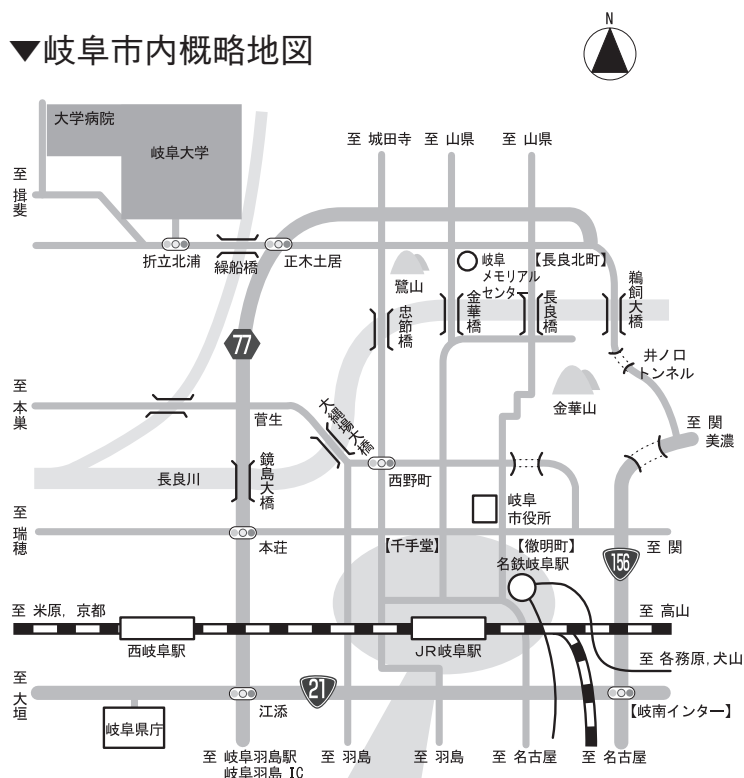 N
▼岐阜市内概略地図
大学病院
岐阜大学
至 城田寺
至 山県
至 山県
至 揖斐
折立北浦
繰船橋
正木土居
鷺山
岐阜
メモリアル
センター
【長良北町】
忠節橋
金華橋
長良橋
鵜飼大橋
77
井ノ口
トンネル
至 本巣
菅生
大縄場大橋
金華山
至 関
美濃
長良川
鏡島大橋
西野町
岐阜
市役所
至 瑞穂
本荘
【千手堂】
【徹明町】
名鉄岐阜駅
156
至 関
至 米原, 京都
至 高山
西岐阜駅
JR岐阜駅
至 各務原, 犬山
至 大垣
21
岐阜県庁
江添
【岐南インター】
至 岐阜羽島駅
岐阜羽島 IC
至 羽島
至 羽島
至 名古屋
至 名古屋